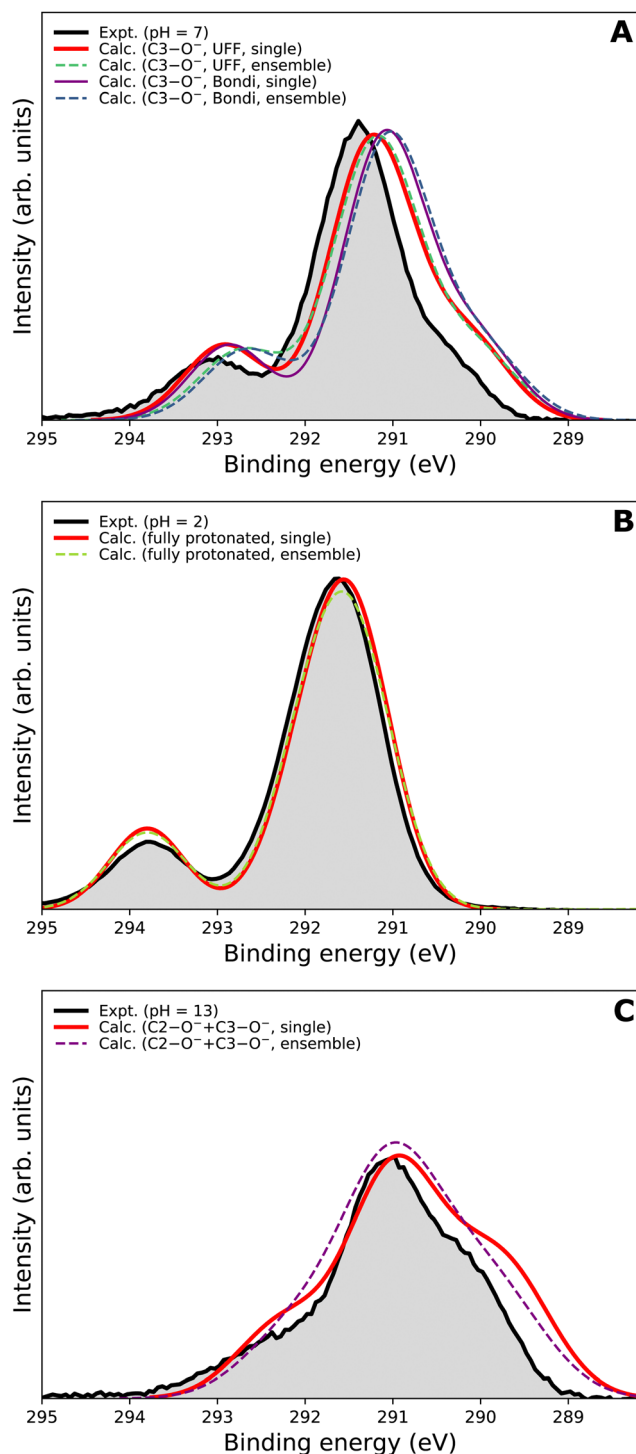 A
Expt. (pH = 7)
Calc. (C3−O⁻, UFF, single)
Calc. (C3−O⁻, UFF, ensemble)
Calc. (C3−O⁻, Bondi, single)
Calc. (C3−O⁻, Bondi, ensemble)
Intensity (arb. units)
295 294 293 292 291 290 289
Binding energy (eV)
B
Expt. (pH = 2)
Calc. (fully protonated, single)
Calc. (fully protonated, ensemble)
Intensity (arb. units)
295 294 293 292 291 290 289
Binding energy (eV)
C
Expt. (pH = 13)
Calc. (C2−O⁻+C3−O⁻, single)
Calc. (C2−O⁻+C3−O⁻, ensemble)
Intensity (arb. units)
295 294 293 292 291 290 289
Binding energy (eV)